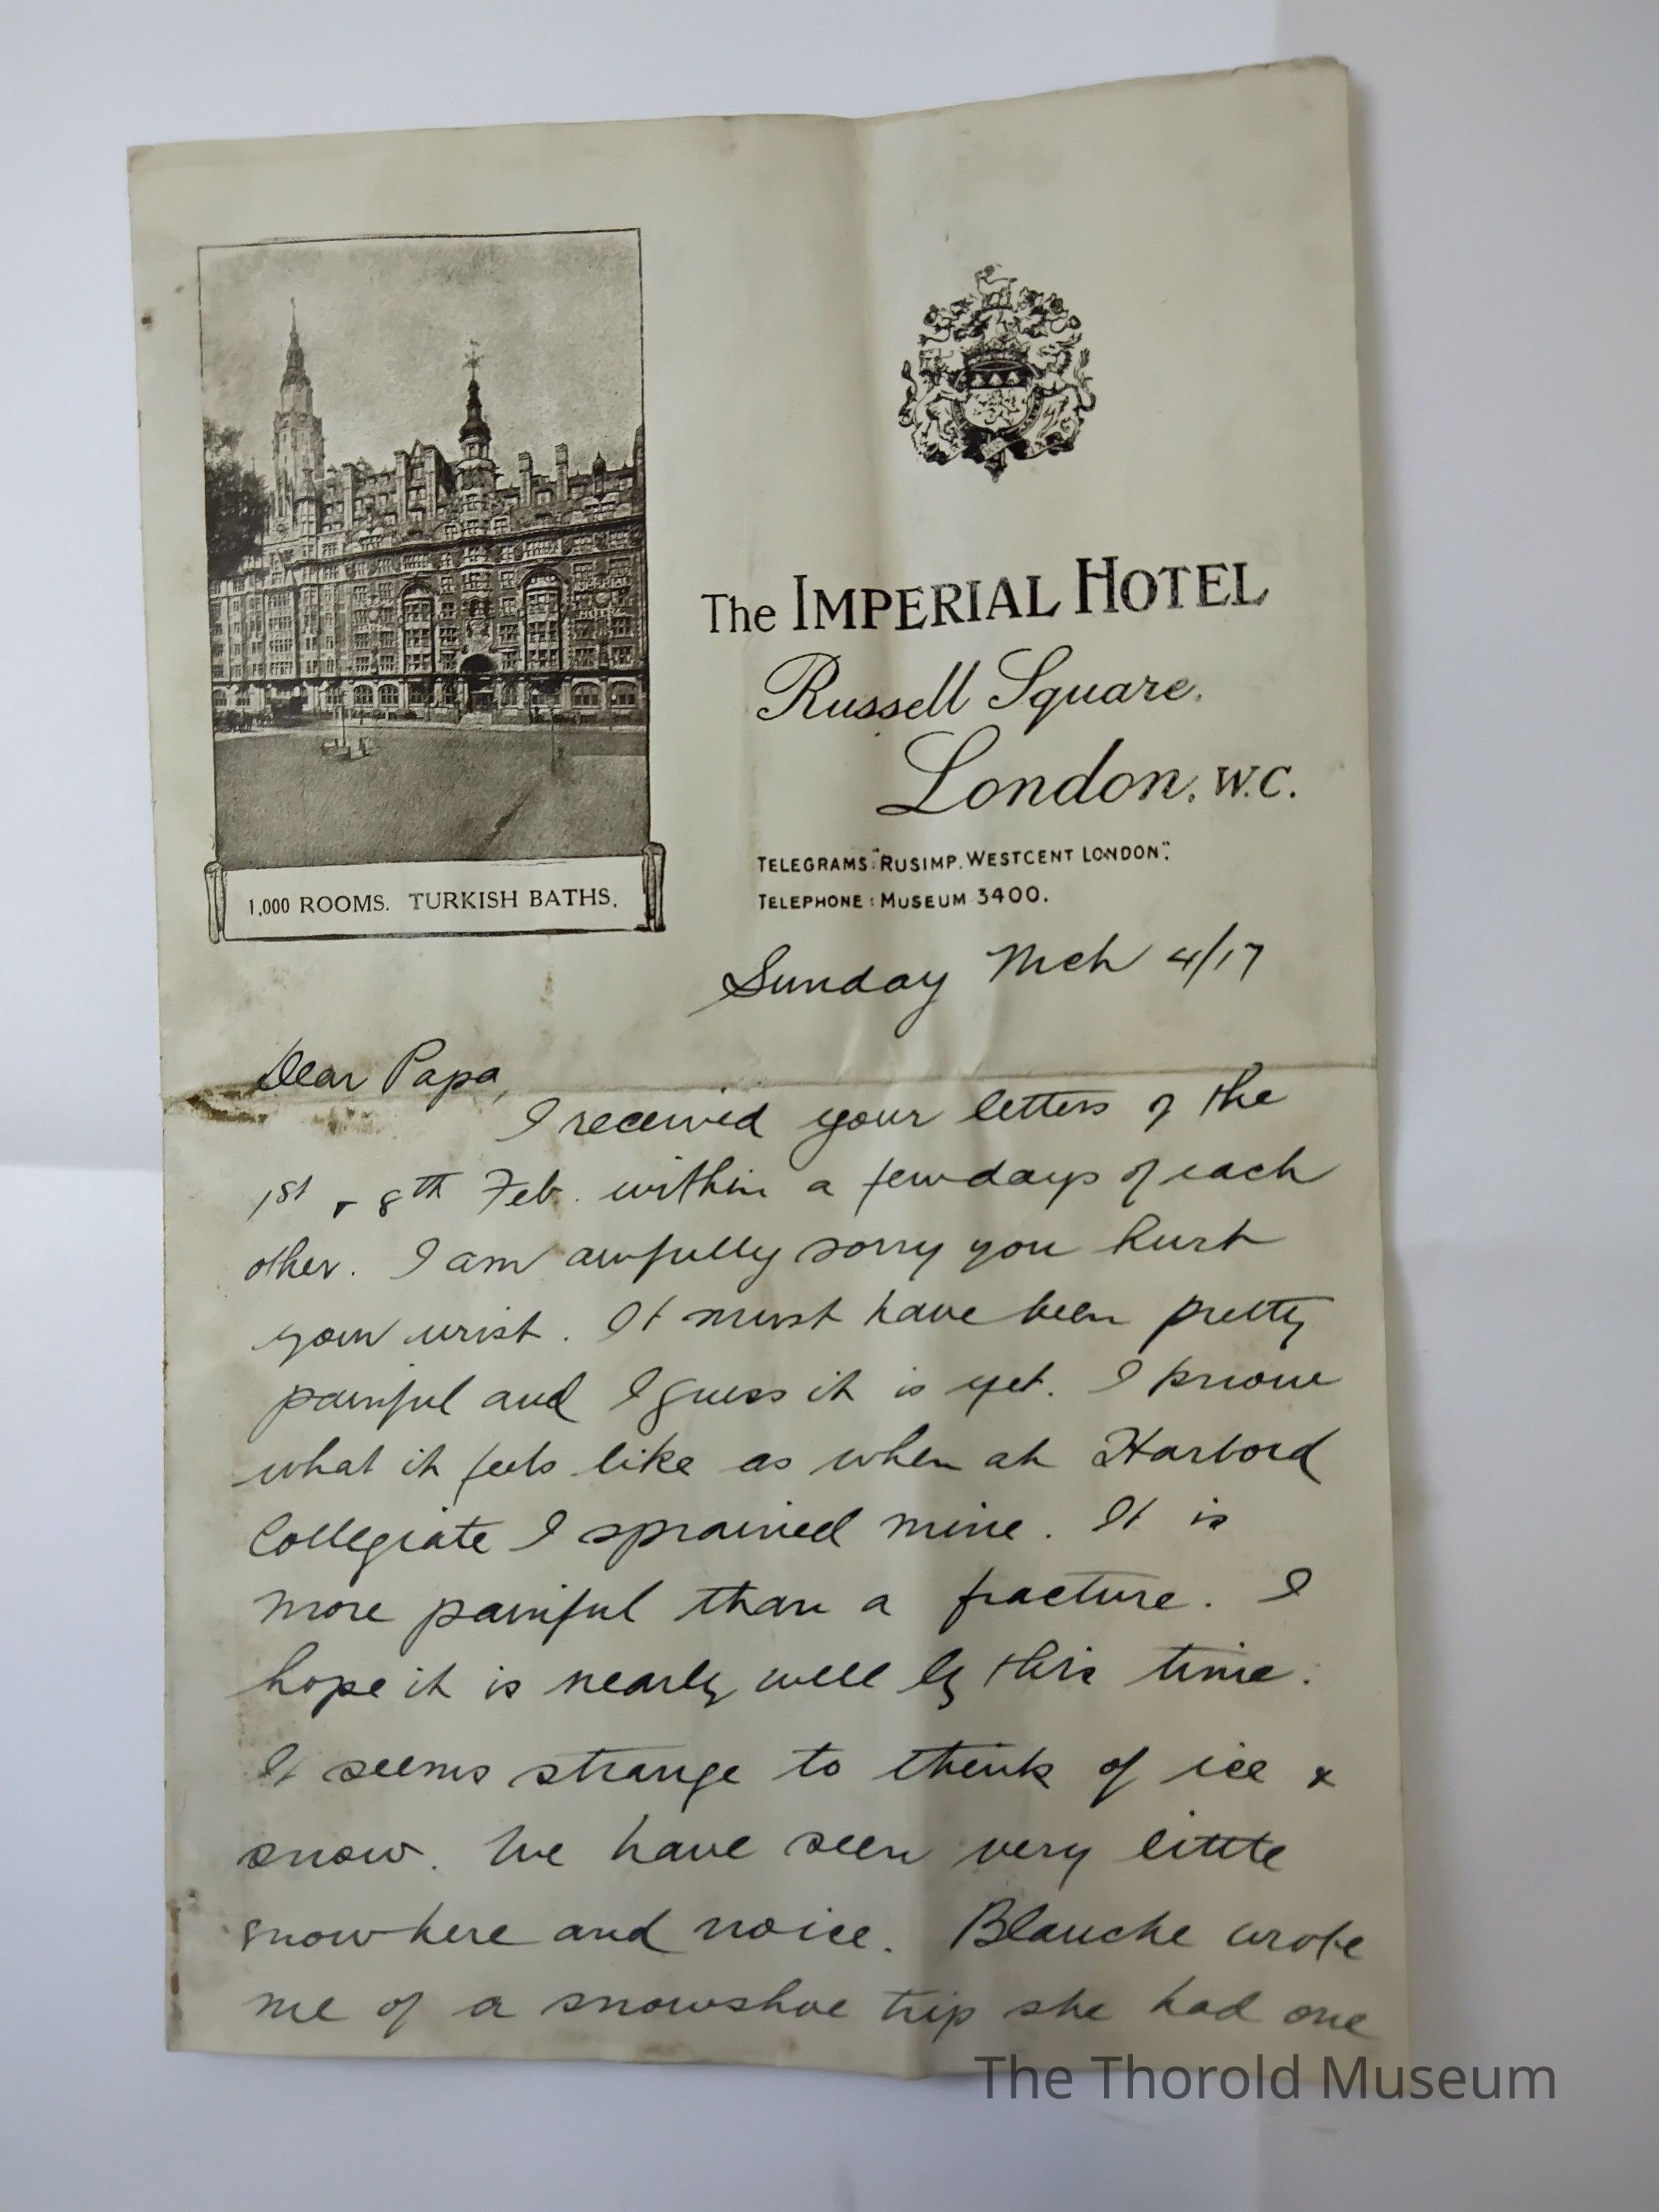 The IMPERIAL HOTEL
Russell Square.
London. W.C.
TELEGRAMS: "RUSIMP. WESTCENT LONDON".
TELEPHONE: MUSEUM 3400.
1,000 ROOMS. TURKISH BATHS.
Sunday Mch 4/17
Dear Papa,
I received your letters of the
1st & 8th Feb. within a few days of each
other. I am awfully sorry you hurt
your wrist. It must have been pretty
painful and I guess it is yet. I know
what it feels like as when at Harbord
Collegiate I sprained mine. It is
more painful than a fracture. I
hope it is nearly well by this time.
It seems strange to think of ice &
snow. We have seen very little
snow here and no ice. Blanche wrote
me of a snowshoe trip she had one
The Thorold Museum